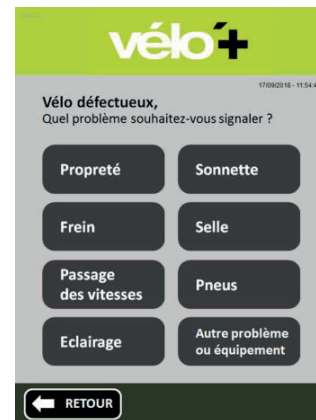 vélo'+
17/09/2018 - 11:54:4
Vélo défectueux,
Quel problème souhaitez-vous signaler ?
Propreté
Sonnette
Frein
Selle
Passage
des vitesses
Pneus
Eclairage
Autre problème
ou équipement
RETOUR